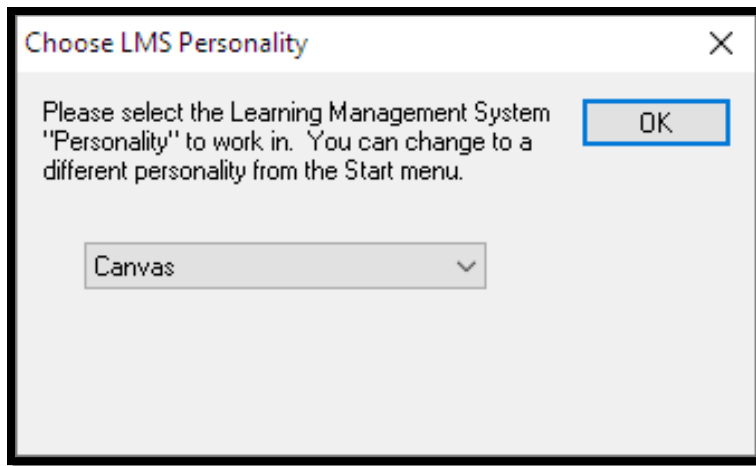 Choose LMS Personality
Please select the Learning Management System
"Personality" to work in.  You can change to a
different personality from the Start menu.
OK
Canvas